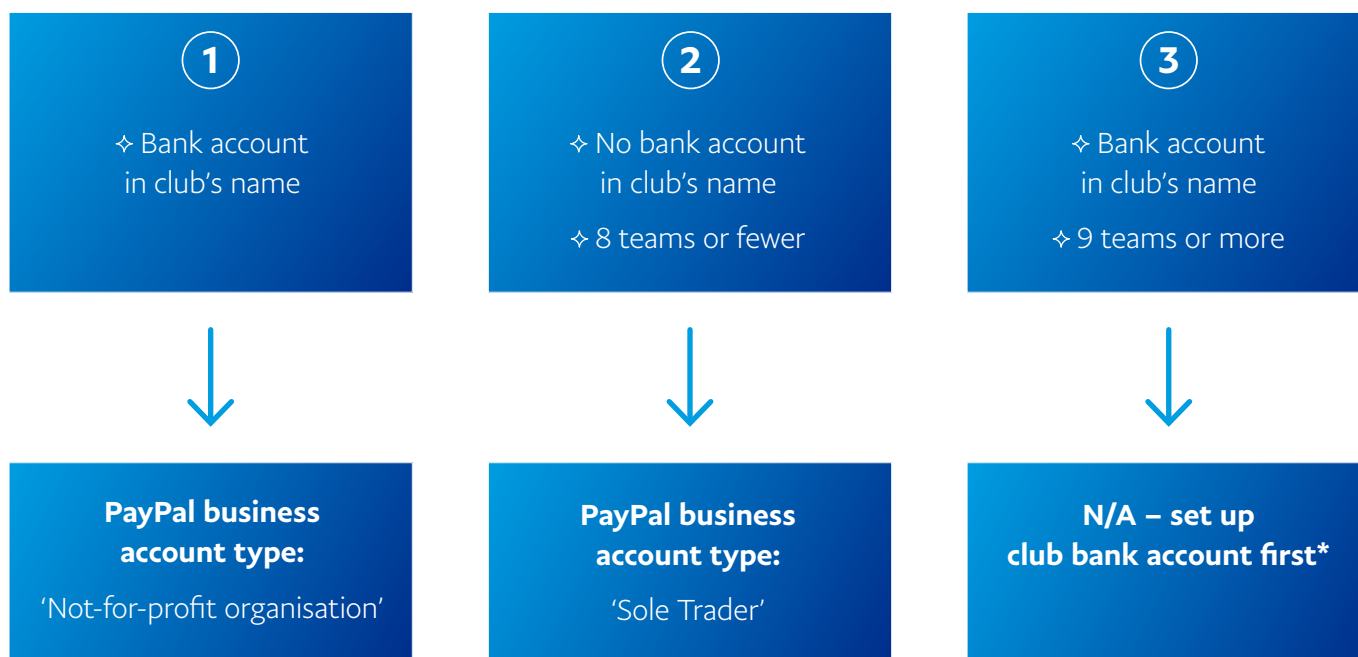 1
✧ Bank account
in club’s name
2
✧ No bank account
in club’s name
✧ 8 teams or fewer
3
✧ Bank account
in club’s name
✧ 9 teams or more
PayPal business
account type:
‘Not-for-profit organisation’
PayPal business
account type:
‘Sole Trader’
N/A – set up
club bank account first*